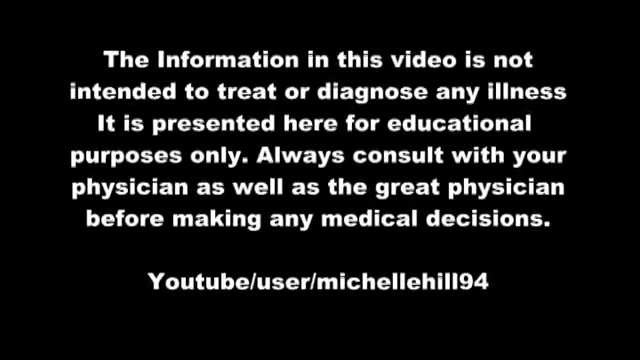 The Information in this video is not
intended to treat or diagnose any illness
It is presented here for educational
purposes only. Always consult with your
physician as well as the great physician
before making any medical decisions.
Youtube/user/michellehill94